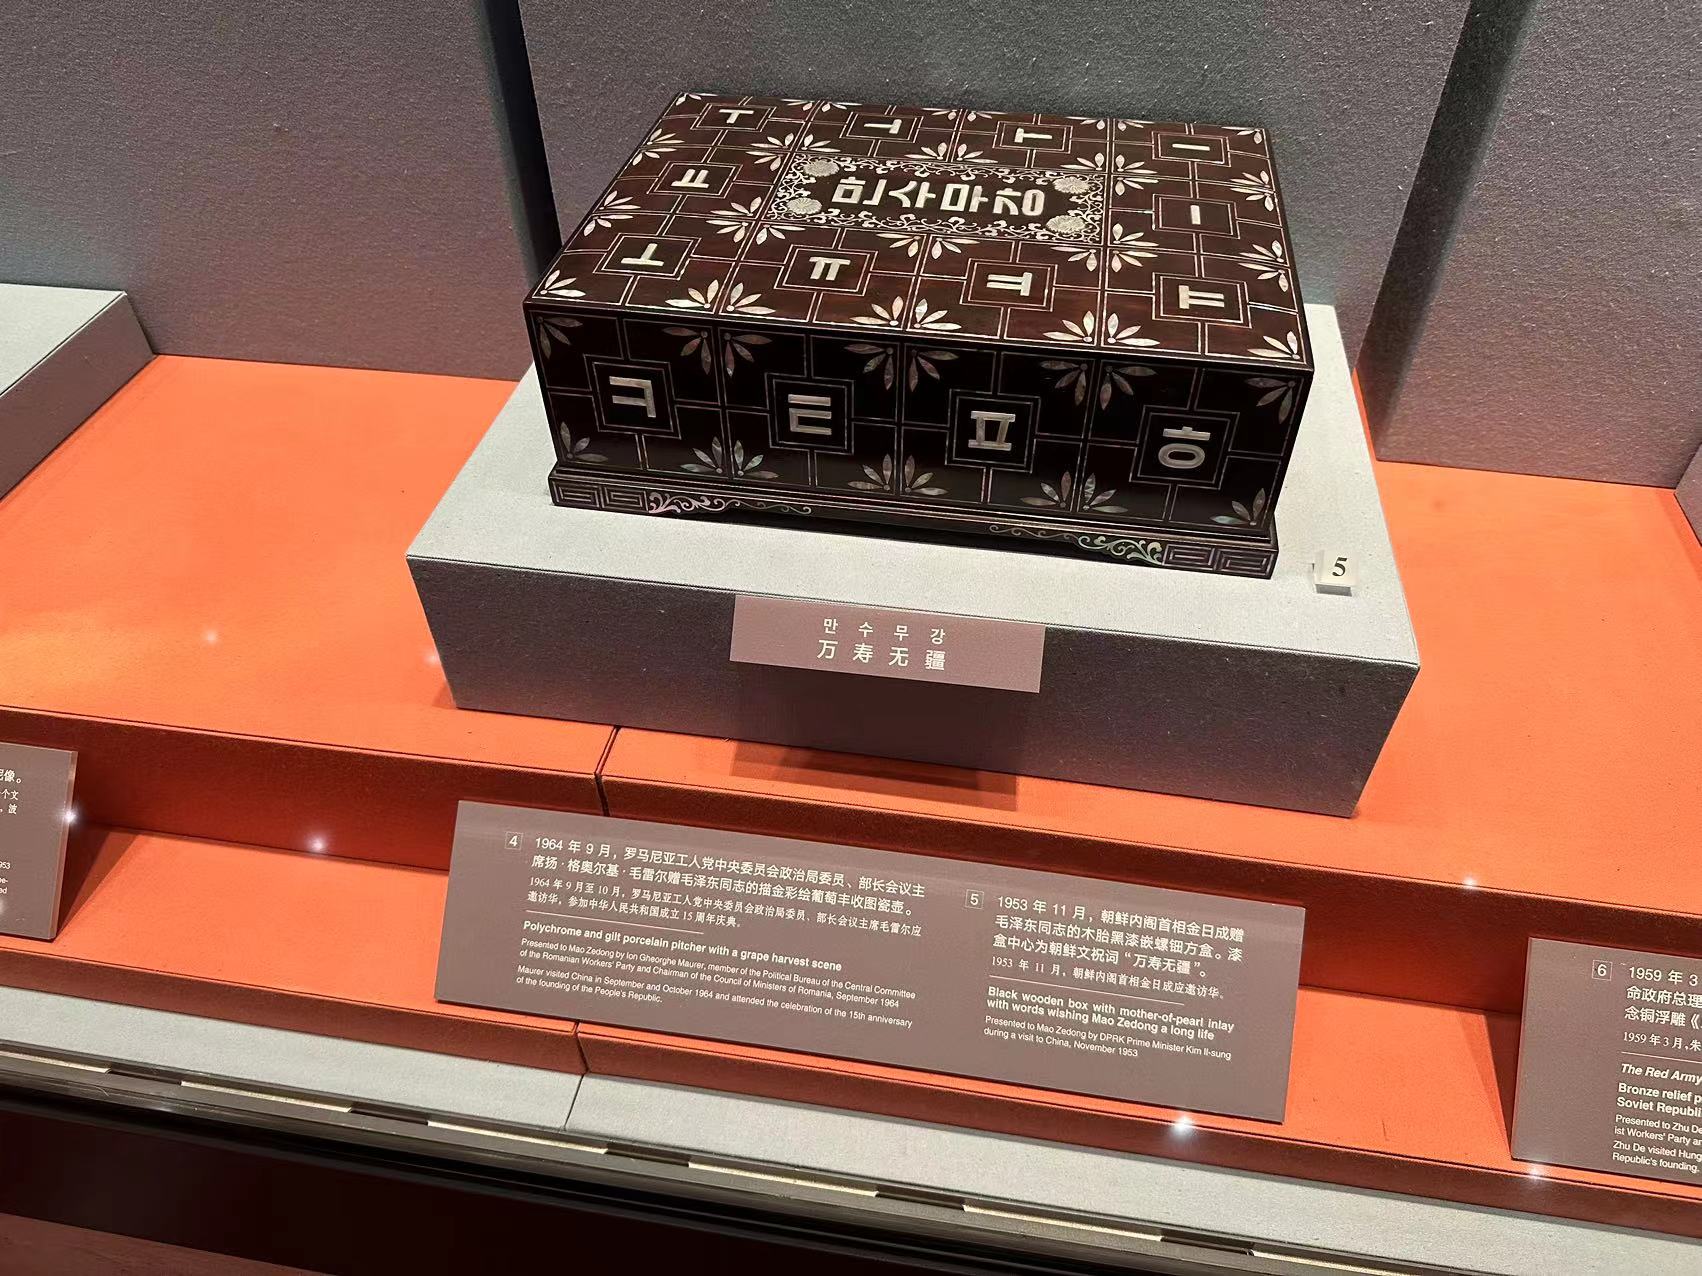 만수무강
ㅋ ㅌ ㅍ ㅎ
5
만 수 무 강
万 寿 无 疆
4 1964 年 9 月，罗马尼亚工人党中央委员会政治局委员、部长会议主
席扬·格奥尔基·毛雷尔赠毛泽东同志的描金彩绘葡萄丰收图瓷壶。
1964 年 9 月至 10 月，罗马尼亚工人党中央委员会政治局委员、部长会议主席毛雷尔应
邀访华，参加中华人民共和国成立 15 周年庆典。
Polychrome and gilt porcelain pitcher with a grape harvest scene
Presented to Mao Zedong by Ion Gheorghe Maurer, member of the Political Bureau of the Central Committee
of the Romanian Workers' Party and Chairman of the Council of Ministers of Romania, September 1964
Maurer visited China in September and October 1964 and attended the celebration of the 15th anniversary
of the founding of the People's Republic.
5 1953 年 11 月，朝鲜内阁首相金日成赠
毛泽东同志的木胎黑漆嵌螺钿方盒。漆
盒中心为朝鲜文祝词“万寿无疆”。
1953 年 11 月，朝鲜内阁首相金日成应邀访华。
Black wooden box with mother-of-pearl inlay
with words wishing Mao Zedong a long life
Presented to Mao Zedong by DPRK Prime Minister Kim Il-sung
during a visit to China, November 1953
6 1959 年 3
命政府总理
念铜浮雕《
1959 年 3 月，朱
The Red Army
Bronze relief
Soviet Republi
Presented to Zhu De
ist Workers' Party
Zhu De visited Hung
Republic's founding.